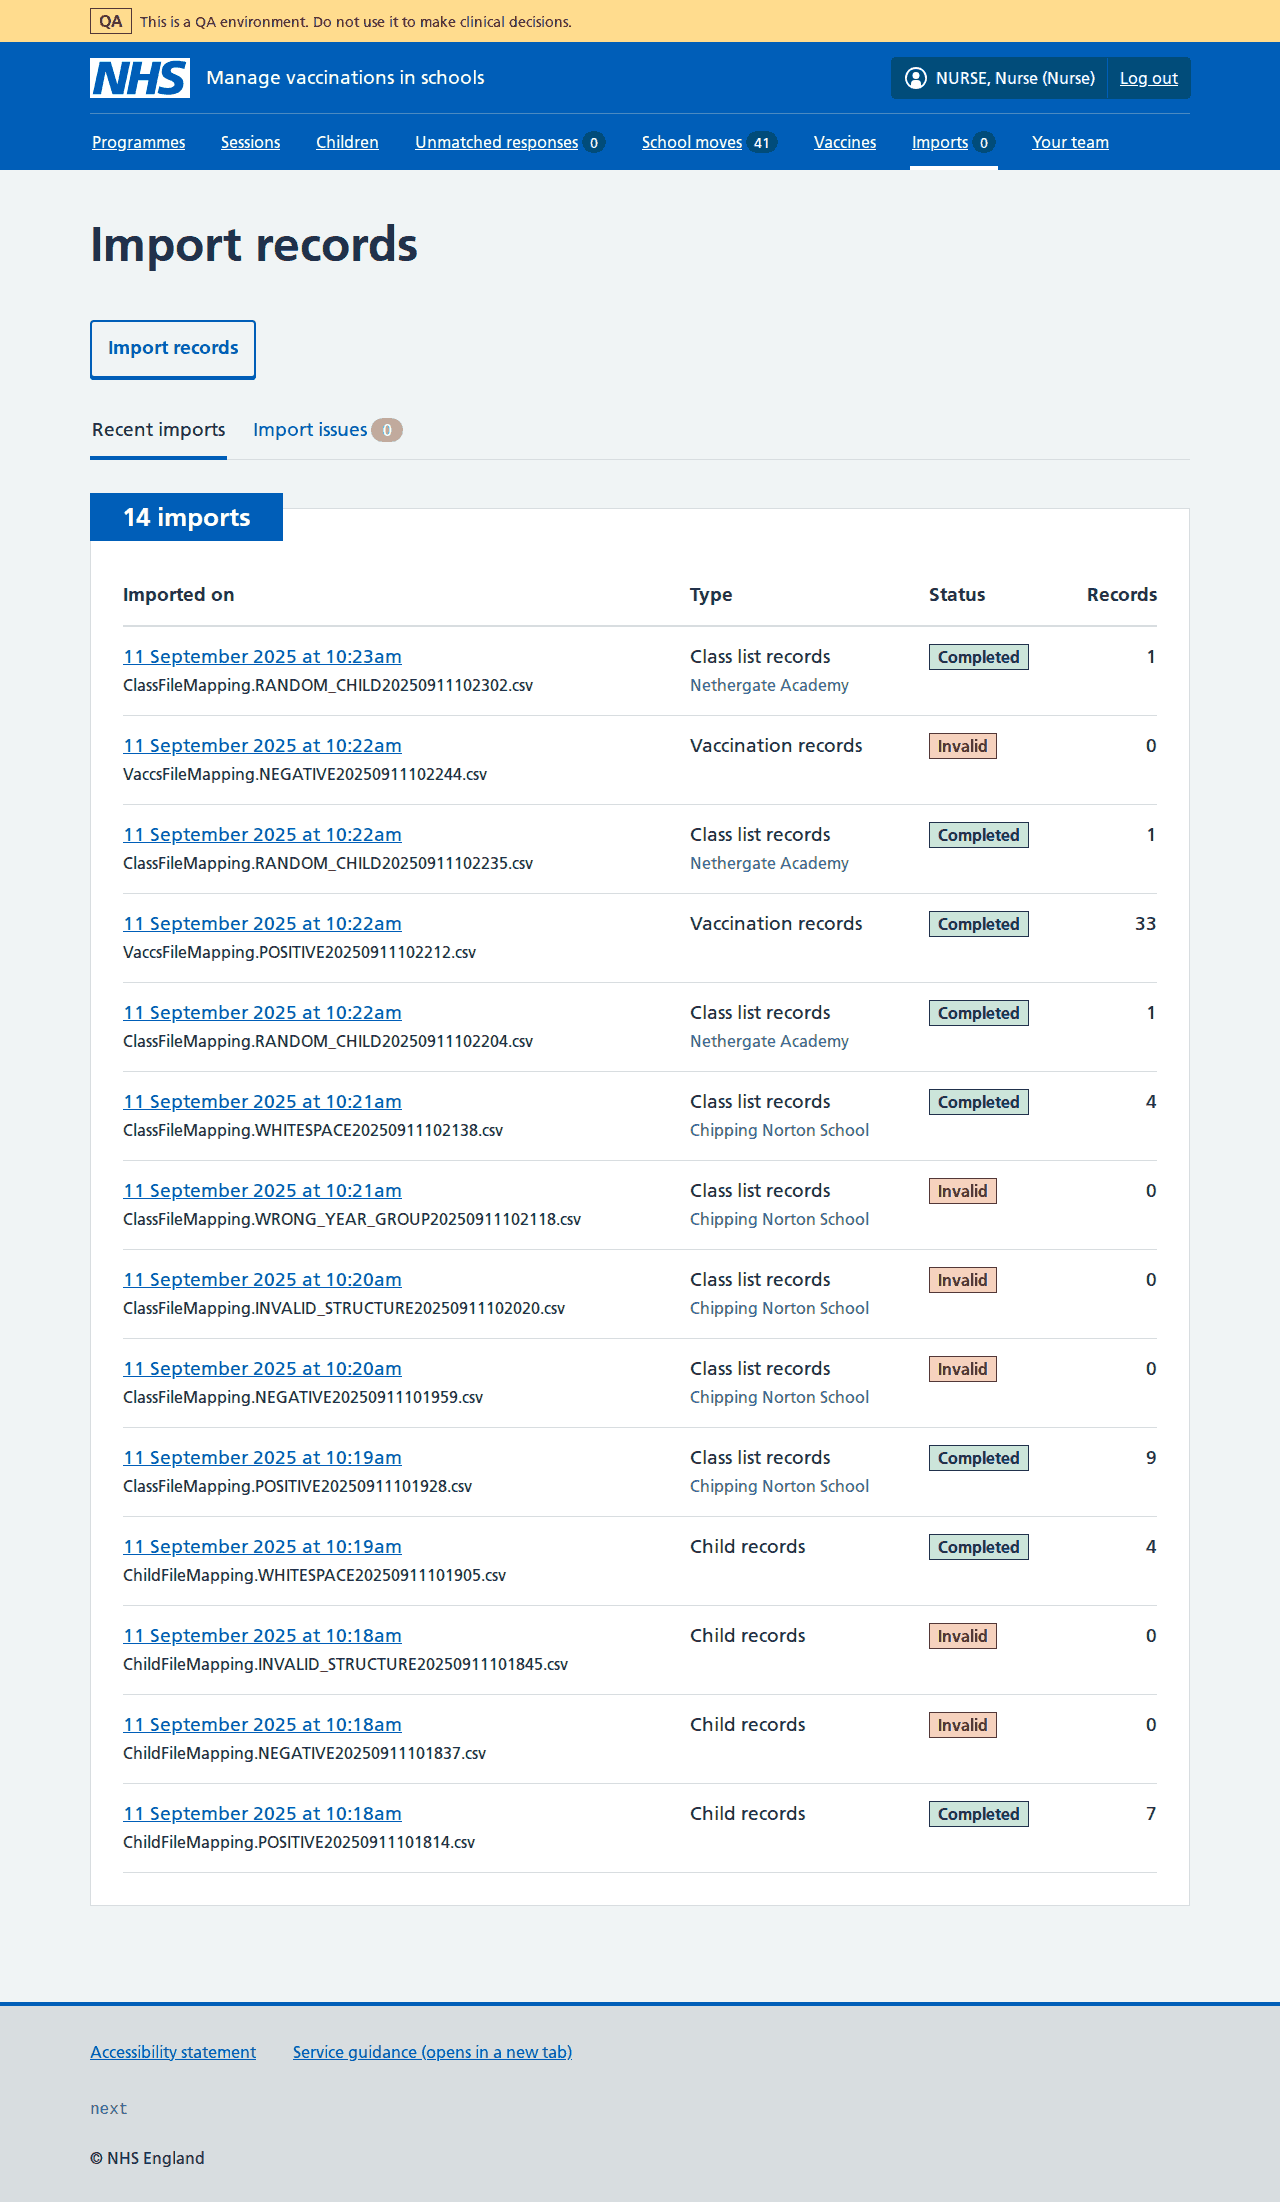 QA This is a QA environment. Do not use it to make clinical decisions.
NHS Manage vaccinations in schools NURSE, Nurse (Nurse) Log out
Programmes Sessions Children Unmatched responses 0 School moves 41 Vaccines Imports 0 Your team
Import records
Import records
Recent imports Import issues 0
14 imports
Imported on Type Status Records
11 September 2025 at 10:23am Class list records Completed 1
ClassFileMapping.RANDOM_CHILD20250911102302.csv Nethergate Academy
11 September 2025 at 10:22am Vaccination records Invalid 0
VaccsFileMapping.NEGATIVE20250911102244.csv
11 September 2025 at 10:22am Class list records Completed 1
ClassFileMapping.RANDOM_CHILD20250911102235.csv Nethergate Academy
11 September 2025 at 10:22am Vaccination records Completed 33
VaccsFileMapping.POSITIVE20250911102212.csv
11 September 2025 at 10:22am Class list records Completed 1
ClassFileMapping.RANDOM_CHILD20250911102204.csv Nethergate Academy
11 September 2025 at 10:21am Class list records Completed 4
ClassFileMapping.WHITESPACE20250911102138.csv Chipping Norton School
11 September 2025 at 10:21am Class list records Invalid 0
ClassFileMapping.WRONG_YEAR_GROUP20250911102118.csv Chipping Norton School
11 September 2025 at 10:20am Class list records Invalid 0
ClassFileMapping.INVALID_STRUCTURE20250911102020.csv Chipping Norton School
11 September 2025 at 10:20am Class list records Invalid 0
ClassFileMapping.NEGATIVE20250911101959.csv Chipping Norton School
11 September 2025 at 10:19am Class list records Completed 9
ClassFileMapping.POSITIVE20250911101928.csv Chipping Norton School
11 September 2025 at 10:19am Child records Completed 4
ChildFileMapping.WHITESPACE20250911101905.csv
11 September 2025 at 10:18am Child records Invalid 0
ChildFileMapping.INVALID_STRUCTURE20250911101845.csv
11 September 2025 at 10:18am Child records Invalid 0
ChildFileMapping.NEGATIVE20250911101837.csv
11 September 2025 at 10:18am Child records Completed 7
ChildFileMapping.POSITIVE20250911101814.csv
Accessibility statement Service guidance (opens in a new tab)
next
© NHS England